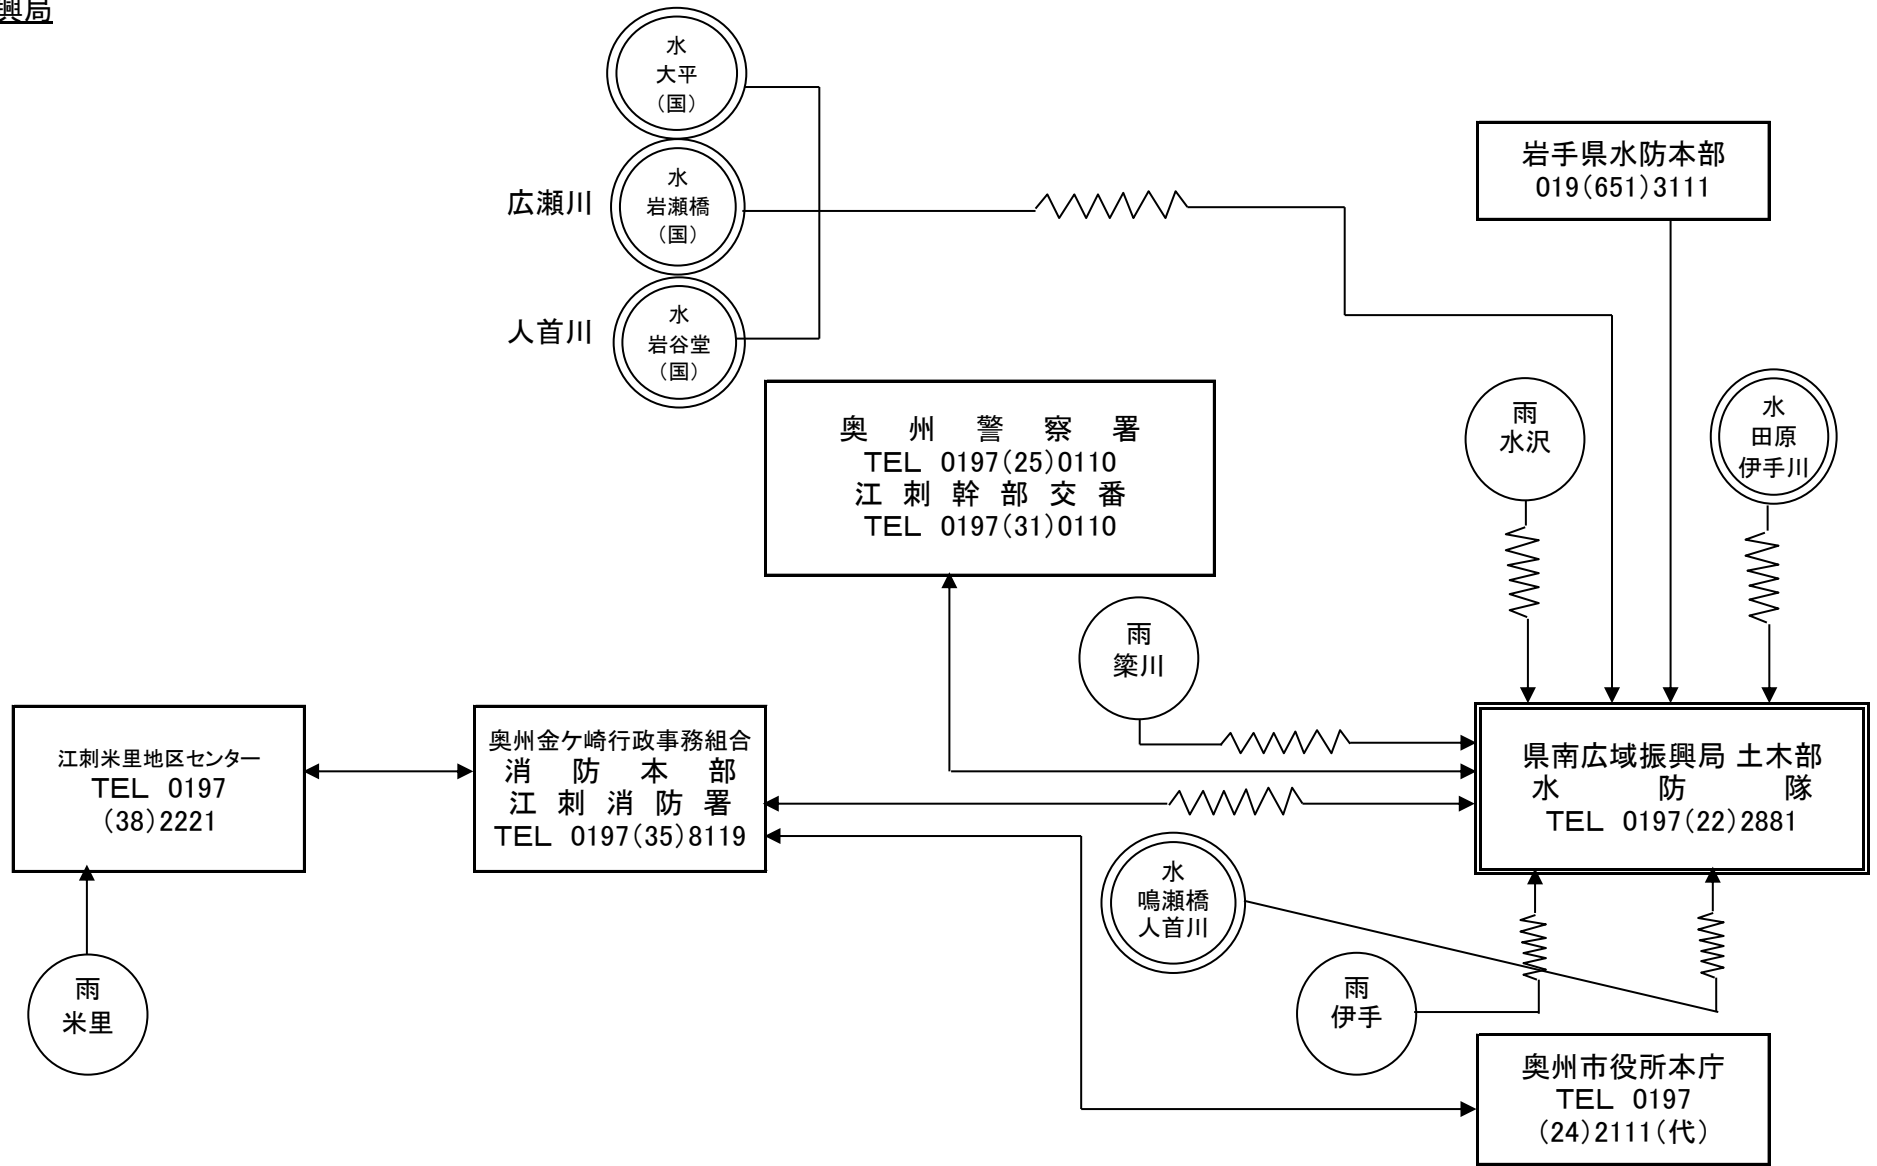 興局
水
大平
(国)
広瀬川
水
岩瀬橋
(国)
人首川
水
岩谷堂
(国)
岩手県水防本部
019(651)3111
奥州警察署
TEL 0197(25)0110
江刺幹部交番
TEL 0197(31)0110
雨
水沢
水
田原
伊手川
雨
簗川
江刺米里地区センター
TEL 0197
(38)2221
奥州金ケ崎行政事務組合
消防本部
江刺消防署
TEL 0197(35)8119
県南広域振興局 土木部
水防隊
TEL 0197(22)2881
水
鳴瀬橋
人首川
雨
米里
雨
伊手
奥州市役所本庁
TEL 0197
(24)2111(代)